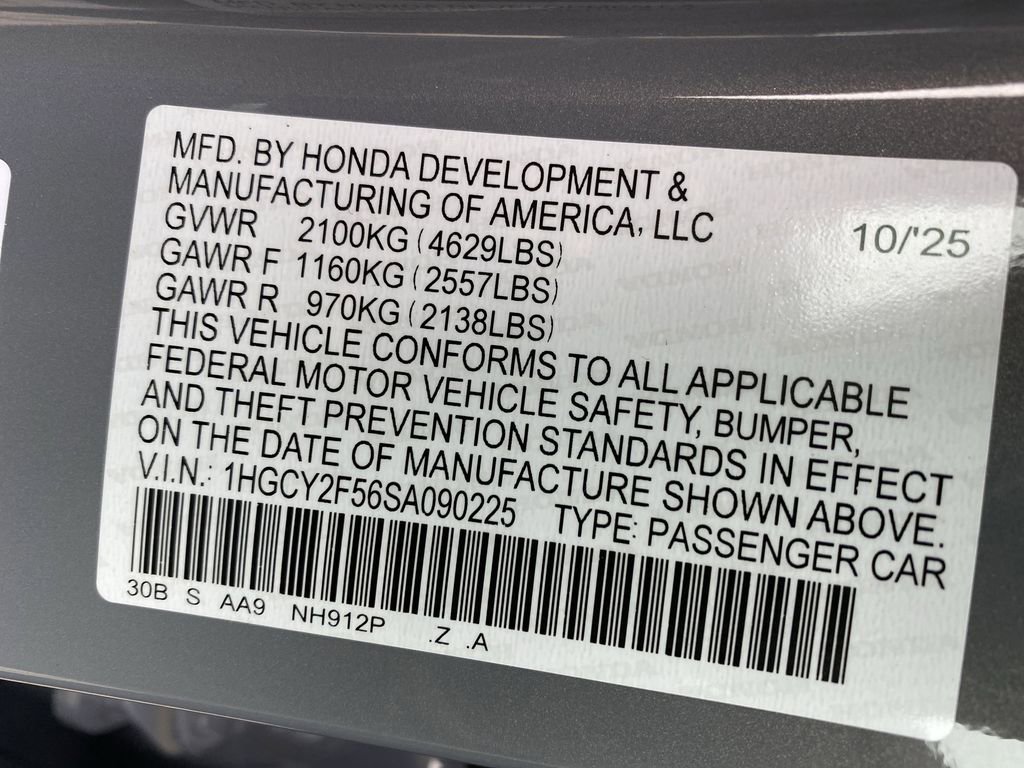 MFD. BY HONDA DEVELOPMENT &
MANUFACTURING OF AMERICA, LLC
10/'25
GVWR 2100KG (4629LBS)
GAWR F 1160KG (2557LBS)
GAWR R 970KG (2138LBS)
THIS VEHICLE CONFORMS TO ALL APPLICABLE
FEDERAL MOTOR VEHICLE SAFETY, BUMPER,
AND THEFT PREVENTION STANDARDS IN EFFECT
ON THE DATE OF MANUFACTURE SHOWN ABOVE.
V.I.N.: 1HGCY2F56SA090225 TYPE: PASSENGER CAR
30B S AA9 NH912P .Z .A